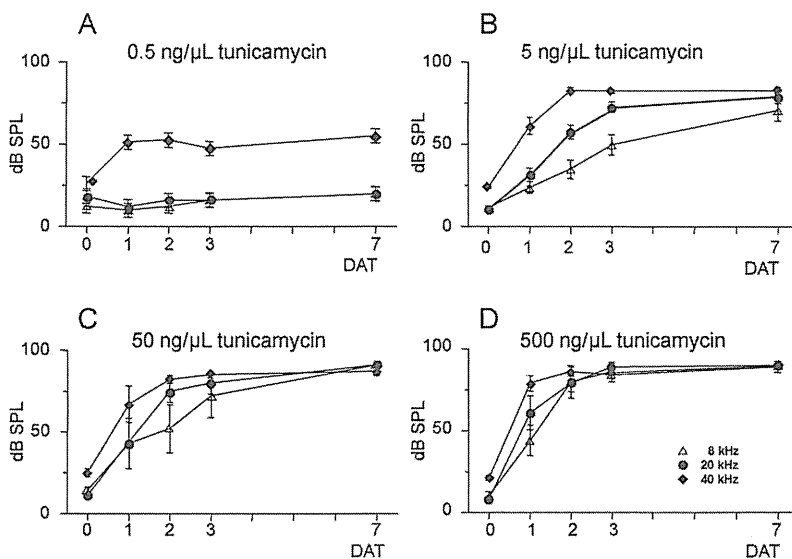 A
0.5 ng/µL tunicamycin
100
50
0
dB SPL
0 1 2 3 7
DAT
B
5 ng/µL tunicamycin
100
50
0
dB SPL
0 1 2 3 7
DAT
C
50 ng/µL tunicamycin
100
50
0
dB SPL
0 1 2 3 7
DAT
D
500 ng/µL tunicamycin
100
50
0
dB SPL
8 kHz
20 kHz
40 kHz
0 1 2 3 7
DAT